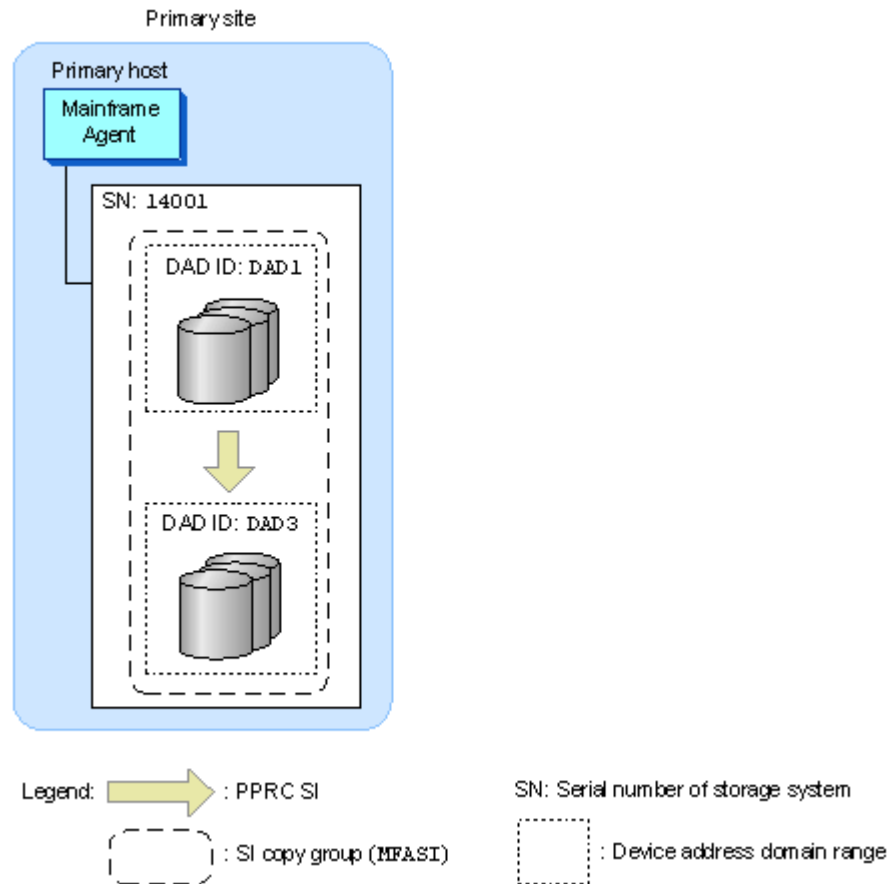 Primary site
Primary host
Mainframe
Agent
SN: 14001
DAD ID: DAD1
DAD ID: DAD3
Legend: : PPRC SI
SN: Serial number of storage system
: SI copy group (MFASI)
: Device address domain range